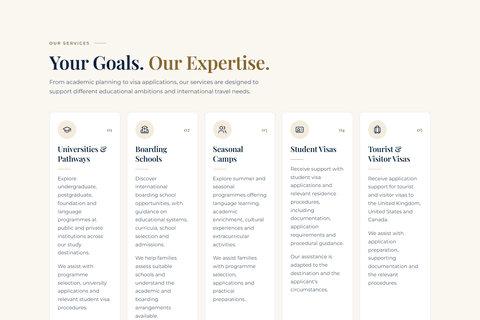 OUR SERVICES
Your Goals. Our Expertise.
From academic planning to visa applications, our services are designed to
support different educational ambitions and international travel needs.
01
Universities &
Pathways
Explore
undergraduate,
postgraduate,
foundation and
language
programmes at
public and private
institutions across
our study
destinations.
We assist with
programme
selection, university
applications and
relevant student visa
procedures.
02
Boarding
Schools
Discover
international
boarding school
opportunities, with
guidance on
educational systems,
curricula, school
selection and
admissions.
We help families
assess suitable
schools and
understand the
academic and
boarding
arrangements
available.
03
Seasonal
Camps
Explore summer and
seasonal
programmes offering
language learning,
academic
enrichment, cultural
experiences and
extracurricular
activities.
We assist families
with programme
selection,
applications and
practical
preparations.
04
Student Visas
Receive support with
student visa
applications and
relevant residence
procedures,
including
documentation,
application
requirements and
procedural guidance.
Our assistance is
adapted to the
destination and the
applicant's
circumstances.
05
Tourist &
Visitor Visas
Receive application
support for tourist
and visitor visas to
the United Kingdom,
United States and
Canada.
We assist with
application
preparation,
supporting
documentation and
the relevant
procedures.